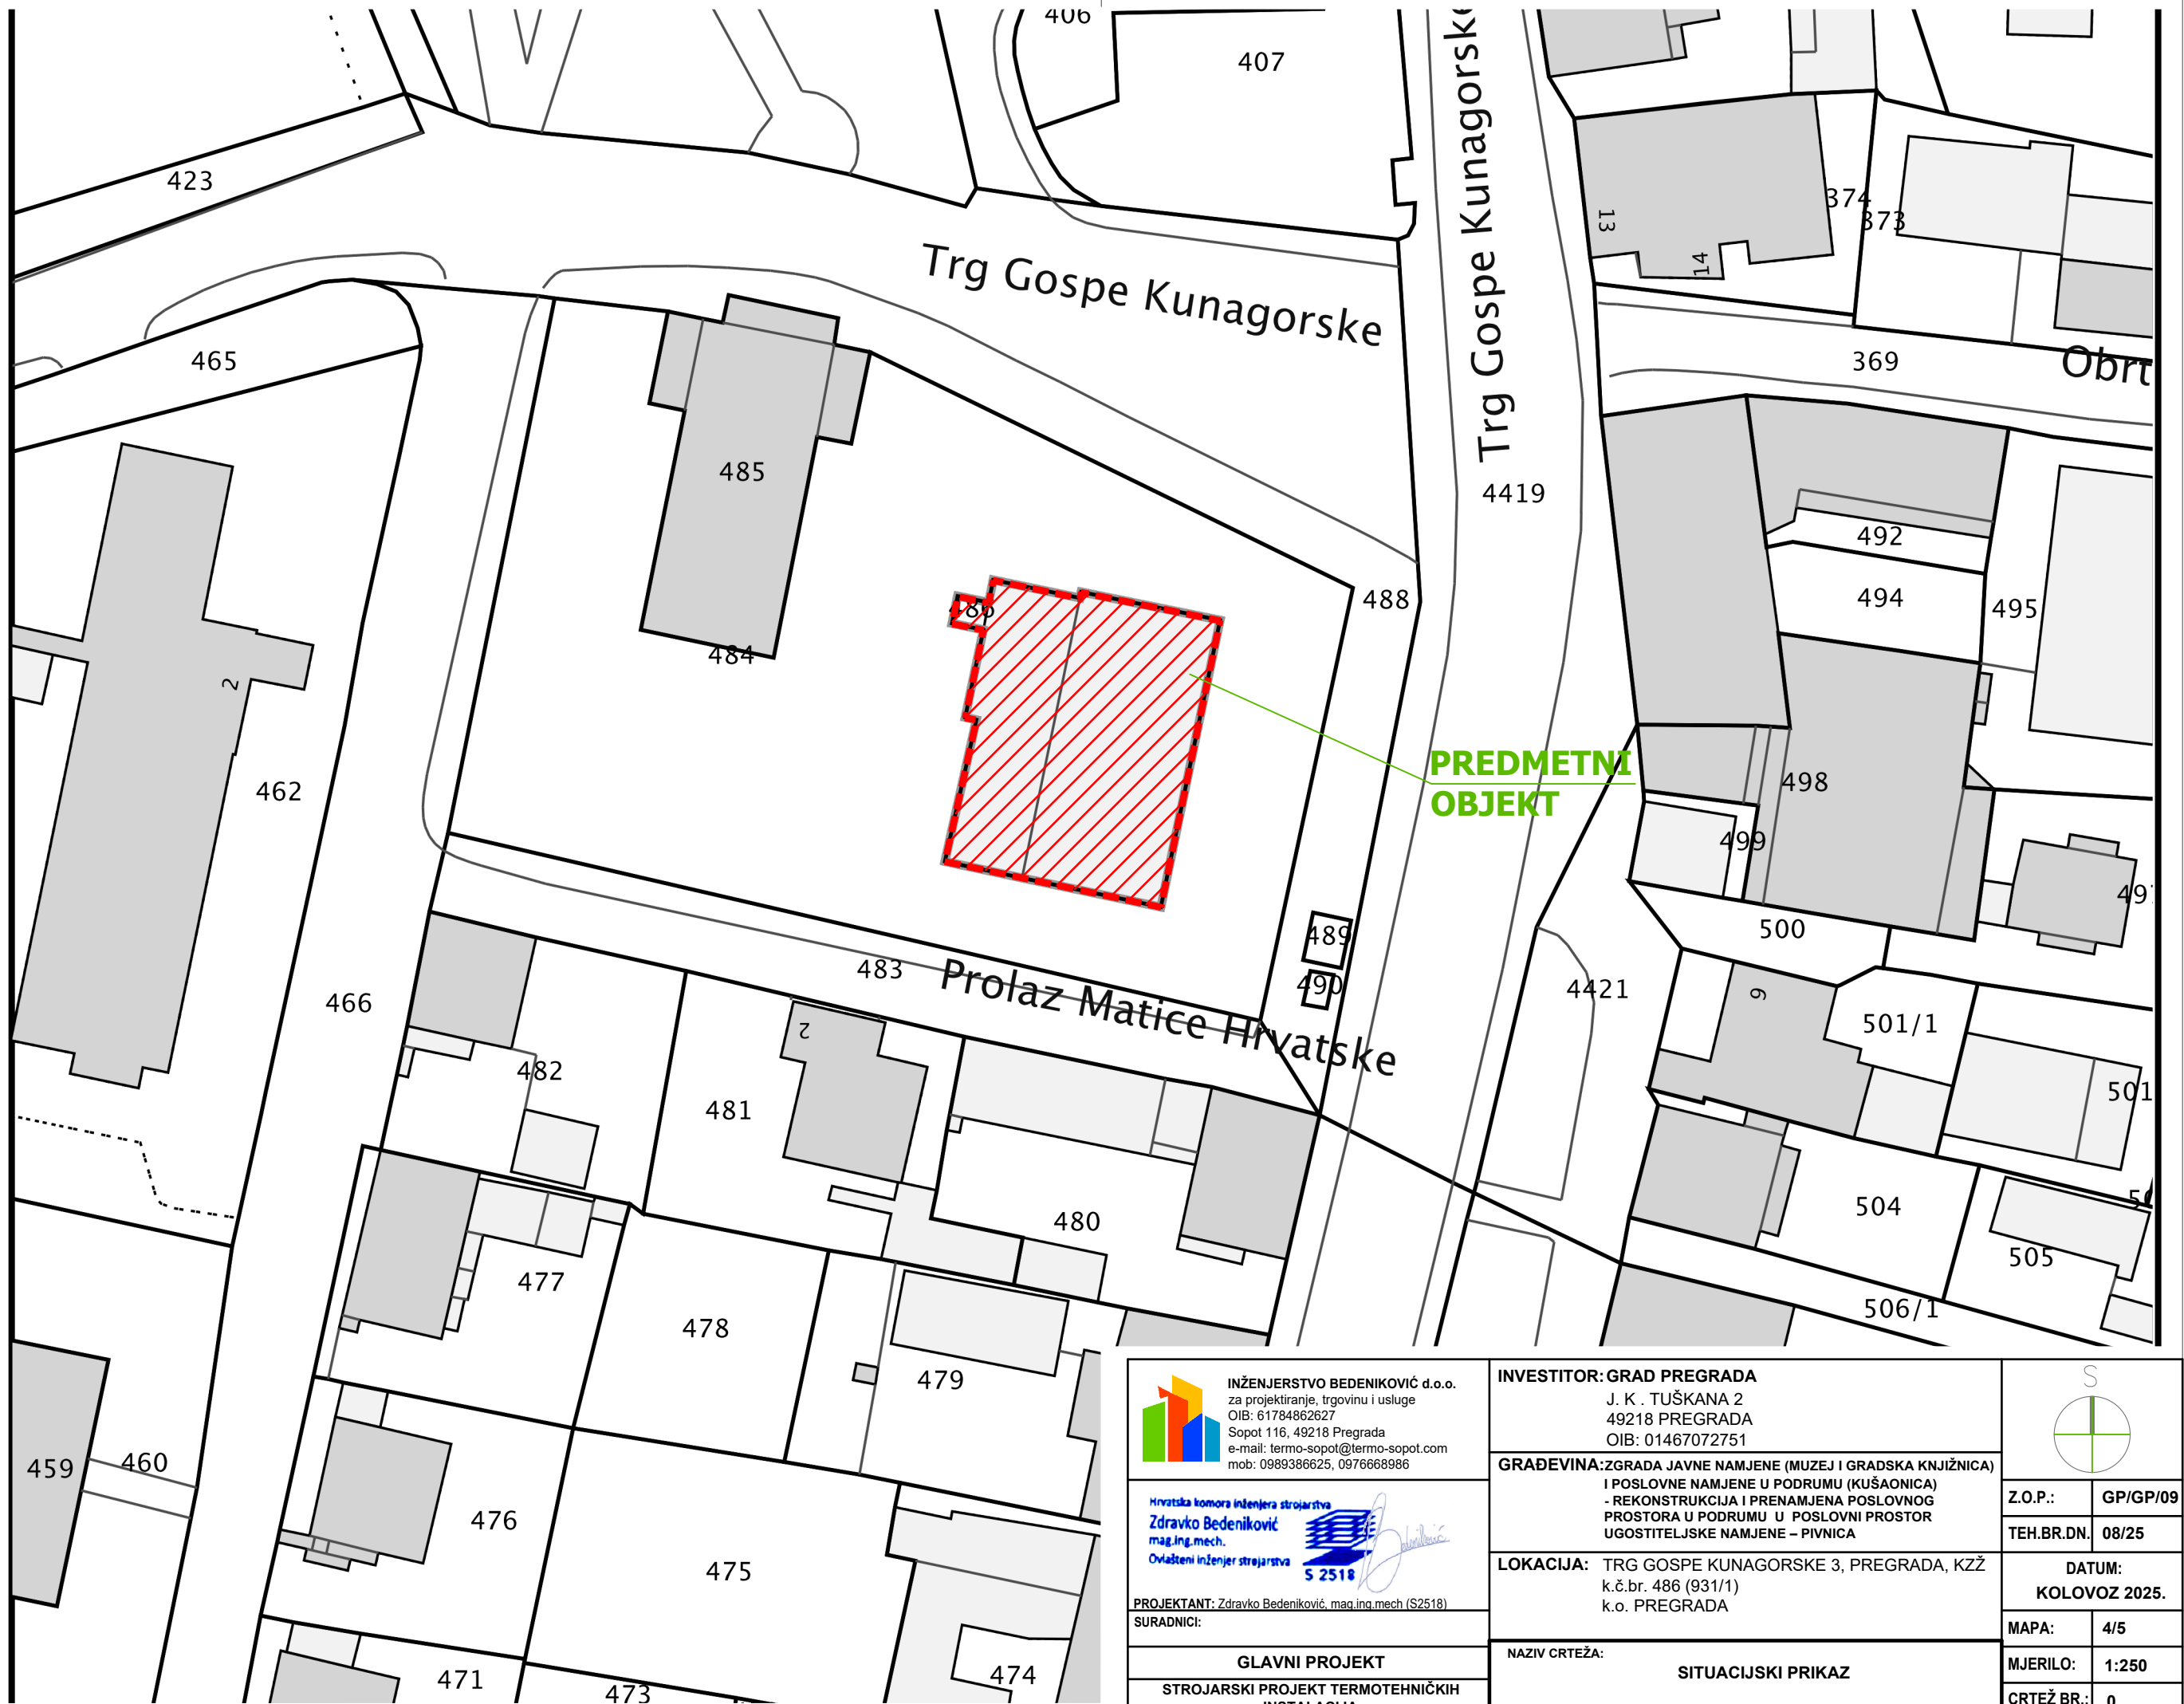 406
407
Trg Gospe Kunagorske
423
374
373
13
14
Trg Gospe Kunagorske
465
369
Obrt
485
4419
492
494
495
488
486
484
2
PREDMETNI
OBJEKT
462
498
499
497
489
500
483
Prolaz Matice Hrvatske
490
4421
466
2
9
501/1
482
481
501
480
504
505
477
506/1
478
479
459
460
476
475
471
473
474
INŽENJERSTVO BEDENIKOVIĆ d.o.o.
za projektiranje, trgovinu i usluge
OIB: 61784862627
Sopot 116, 49218 Pregrada
e-mail: termo-sopot@termo-sopot.com
mob: 0989386625, 0976668986
Hrvatska komora inženjera strojarstva
Zdravko Bedeniković
mag.ing.mech.
Ovlašteni inženjer strojarstva
S 2518
PROJEKTANT: Zdravko Bedeniković, mag.ing.mech (S2518)
SURADNICI:
GLAVNI PROJEKT
STROJARSKI PROJEKT TERMOTEHNIČKIH
INSTALACIJA
INVESTITOR: GRAD PREGRADA
J. K . TUŠKANA 2
49218 PREGRADA
OIB: 01467072751
GRAĐEVINA: ZGRADA JAVNE NAMJENE (MUZEJ I GRADSKA KNJIŽNICA)
I POSLOVNE NAMJENE U PODRUMU (KUŠAONICA)
- REKONSTRUKCIJA I PRENAMJENA POSLOVNOG
PROSTORA U PODRUMU U POSLOVNI PROSTOR
UGOSTITELJSKE NAMJENE – PIVNICA
LOKACIJA: TRG GOSPE KUNAGORSKE 3, PREGRADA, KZŽ
k.č.br. 486 (931/1)
k.o. PREGRADA
NAZIV CRTEŽA:
SITUACIJSKI PRIKAZ
S
Z.O.P.: GP/GP/09
TEH.BR.DN. 08/25
DATUM:
KOLOVOZ 2025.
MAPA: 4/5
MJERILO: 1:250
CRTEŽ BR.: 0